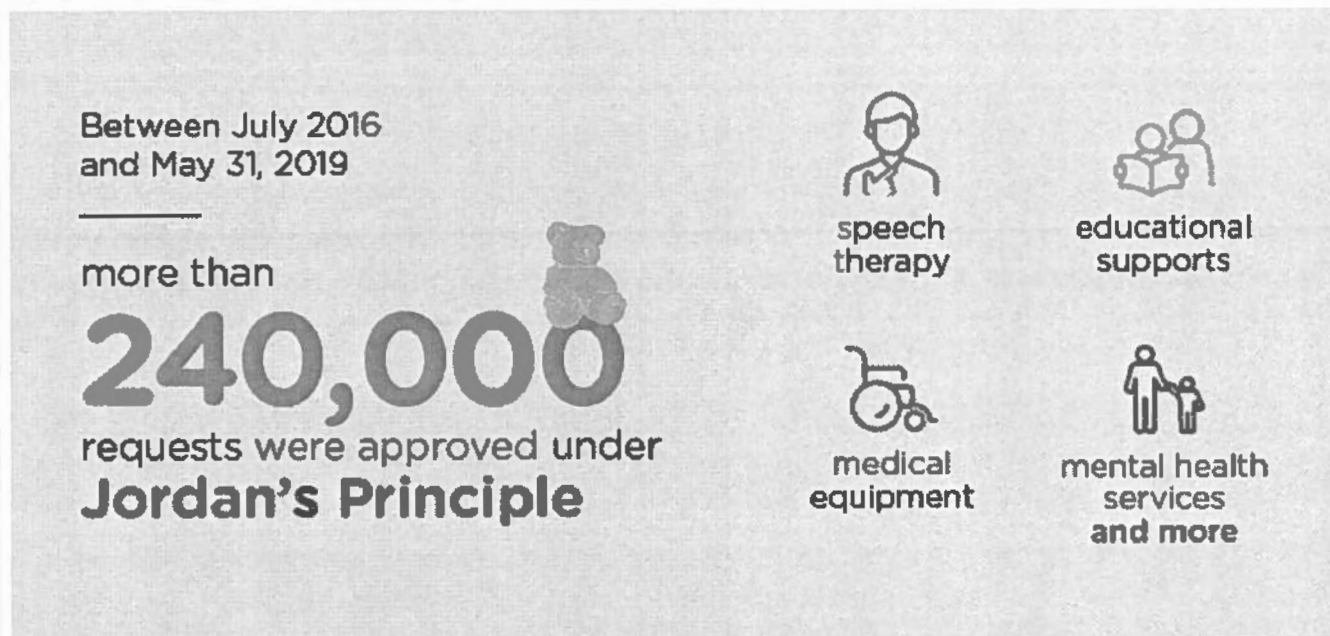 Between July 2016
and May 31, 2019
more than
240,000
requests were approved under
Jordan's Principle
speech
therapy
educational
supports
medical
equipment
mental health
services
and more